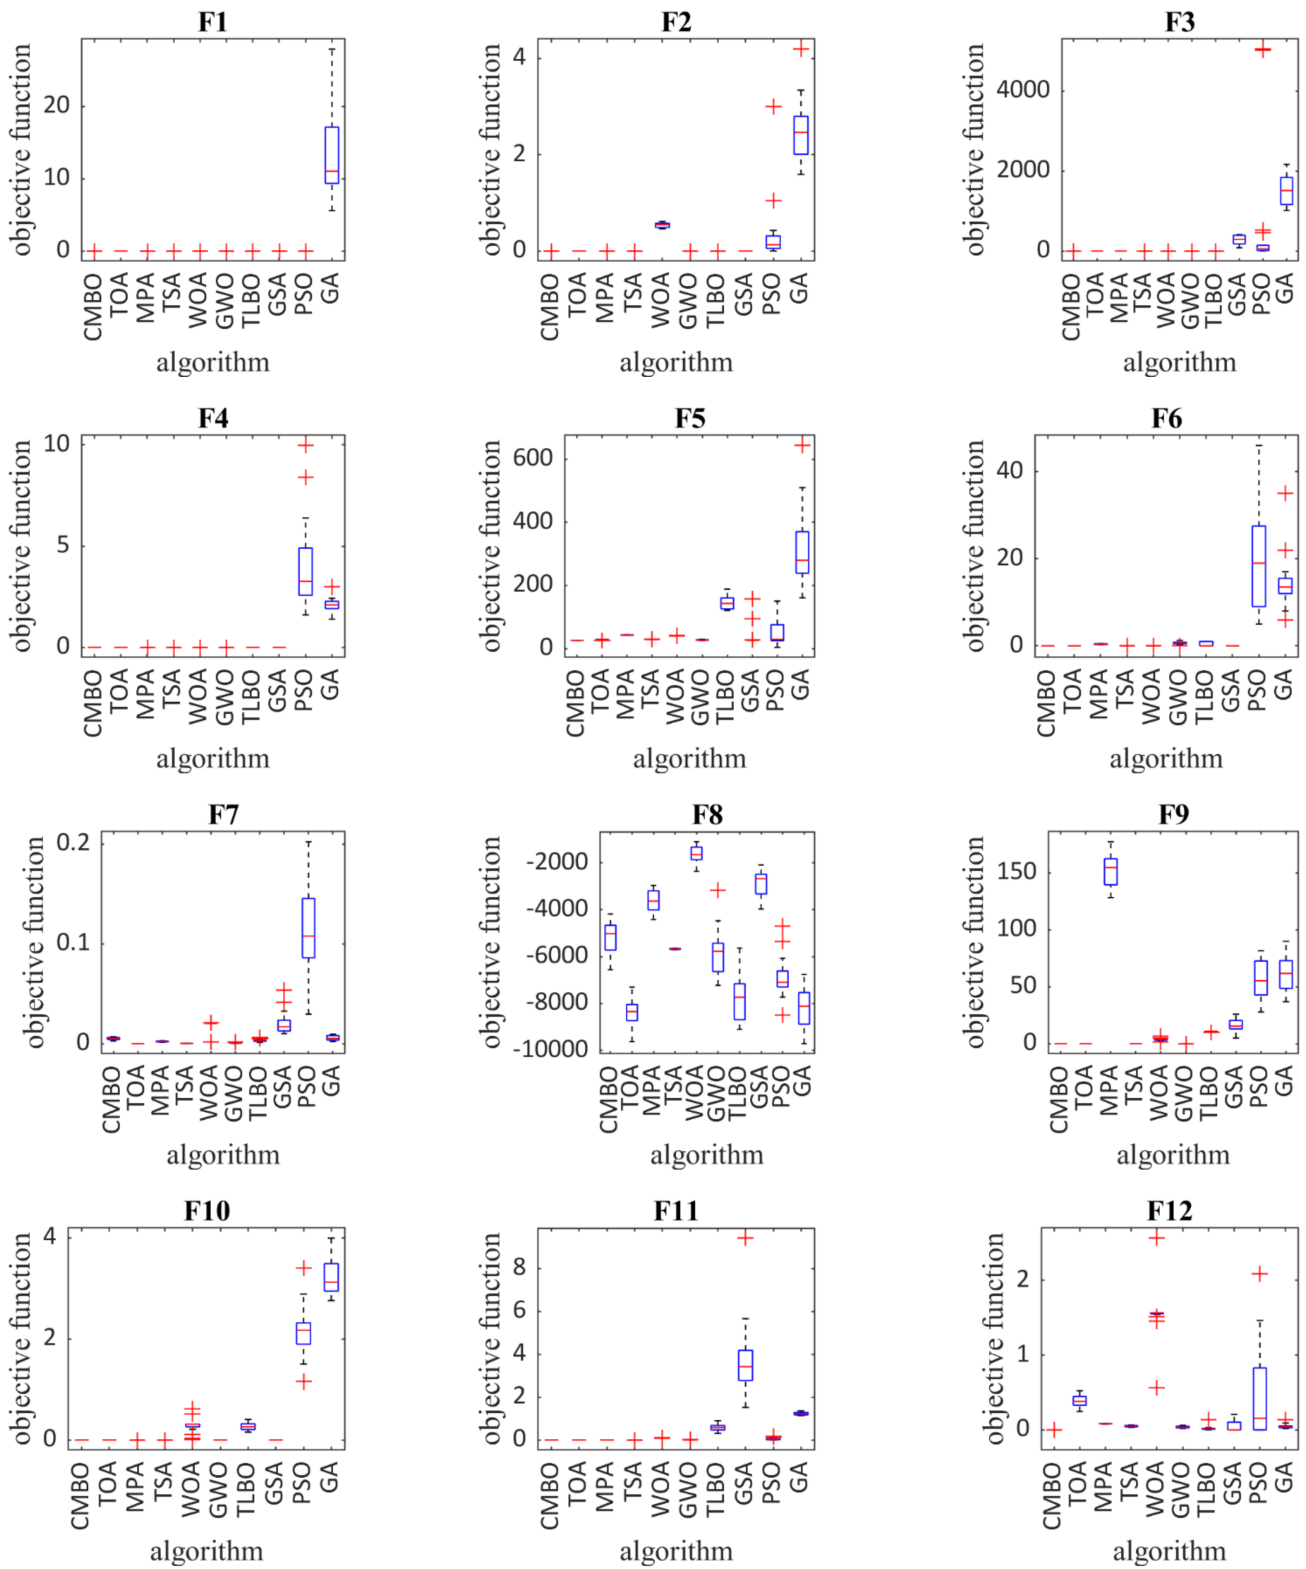 F1
objective function
20
10
0
CMBO
TOA
MPA
TSA
WOA
GWO
TLBO
GSA
PSO
GA
algorithm
F2
objective function
4
2
0
CMBO
TOA
MPA
TSA
WOA
GWO
TLBO
GSA
PSO
GA
algorithm
F3
objective function
4000
2000
0
CMBO
TOA
MPA
TSA
WOA
GWO
TLBO
GSA
PSO
GA
algorithm
F4
objective function
10
5
0
CMBO
TOA
MPA
TSA
WOA
GWO
TLBO
GSA
PSO
GA
algorithm
F5
objective function
600
400
200
0
CMBO
TOA
MPA
TSA
WOA
GWO
TLBO
GSA
PSO
GA
algorithm
F6
objective function
40
20
0
CMBO
TOA
MPA
TSA
WOA
GWO
TLBO
GSA
PSO
GA
algorithm
F7
objective function
0.2
0.1
0
CMBO
TOA
MPA
TSA
WOA
GWO
TLBO
GSA
PSO
GA
algorithm
F8
objective function
-2000
-4000
-6000
-8000
-10000
CMBO
TOA
MPA
TSA
WOA
GWO
TLBO
GSA
PSO
GA
algorithm
F9
objective function
150
100
50
0
CMBO
TOA
MPA
TSA
WOA
GWO
TLBO
GSA
PSO
GA
algorithm
F10
objective function
4
2
0
CMBO
TOA
MPA
TSA
WOA
GWO
TLBO
GSA
PSO
GA
algorithm
F11
objective function
8
6
4
2
0
CMBO
TOA
MPA
TSA
WOA
GWO
TLBO
GSA
PSO
GA
algorithm
F12
objective function
2
1
0
CMBO
TOA
MPA
TSA
WOA
GWO
TLBO
GSA
PSO
GA
algorithm